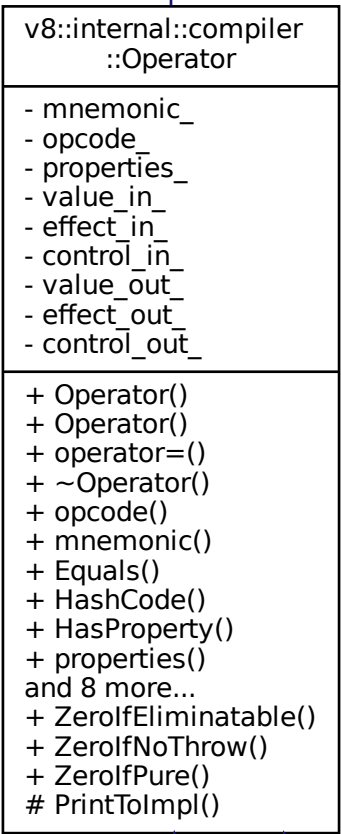 v8::internal::compiler
::Operator
- mnemonic_
- opcode_
- properties_
- value_in_
- effect_in_
- control_in_
- value_out_
- effect_out_
- control_out_
+ Operator()
+ Operator()
+ operator=()
+ ~Operator()
+ opcode()
+ mnemonic()
+ Equals()
+ HashCode()
+ HasProperty()
+ properties()
and 8 more...
+ ZeroIfEliminatable()
+ ZeroIfNoThrow()
+ ZeroIfPure()
# PrintToImpl()